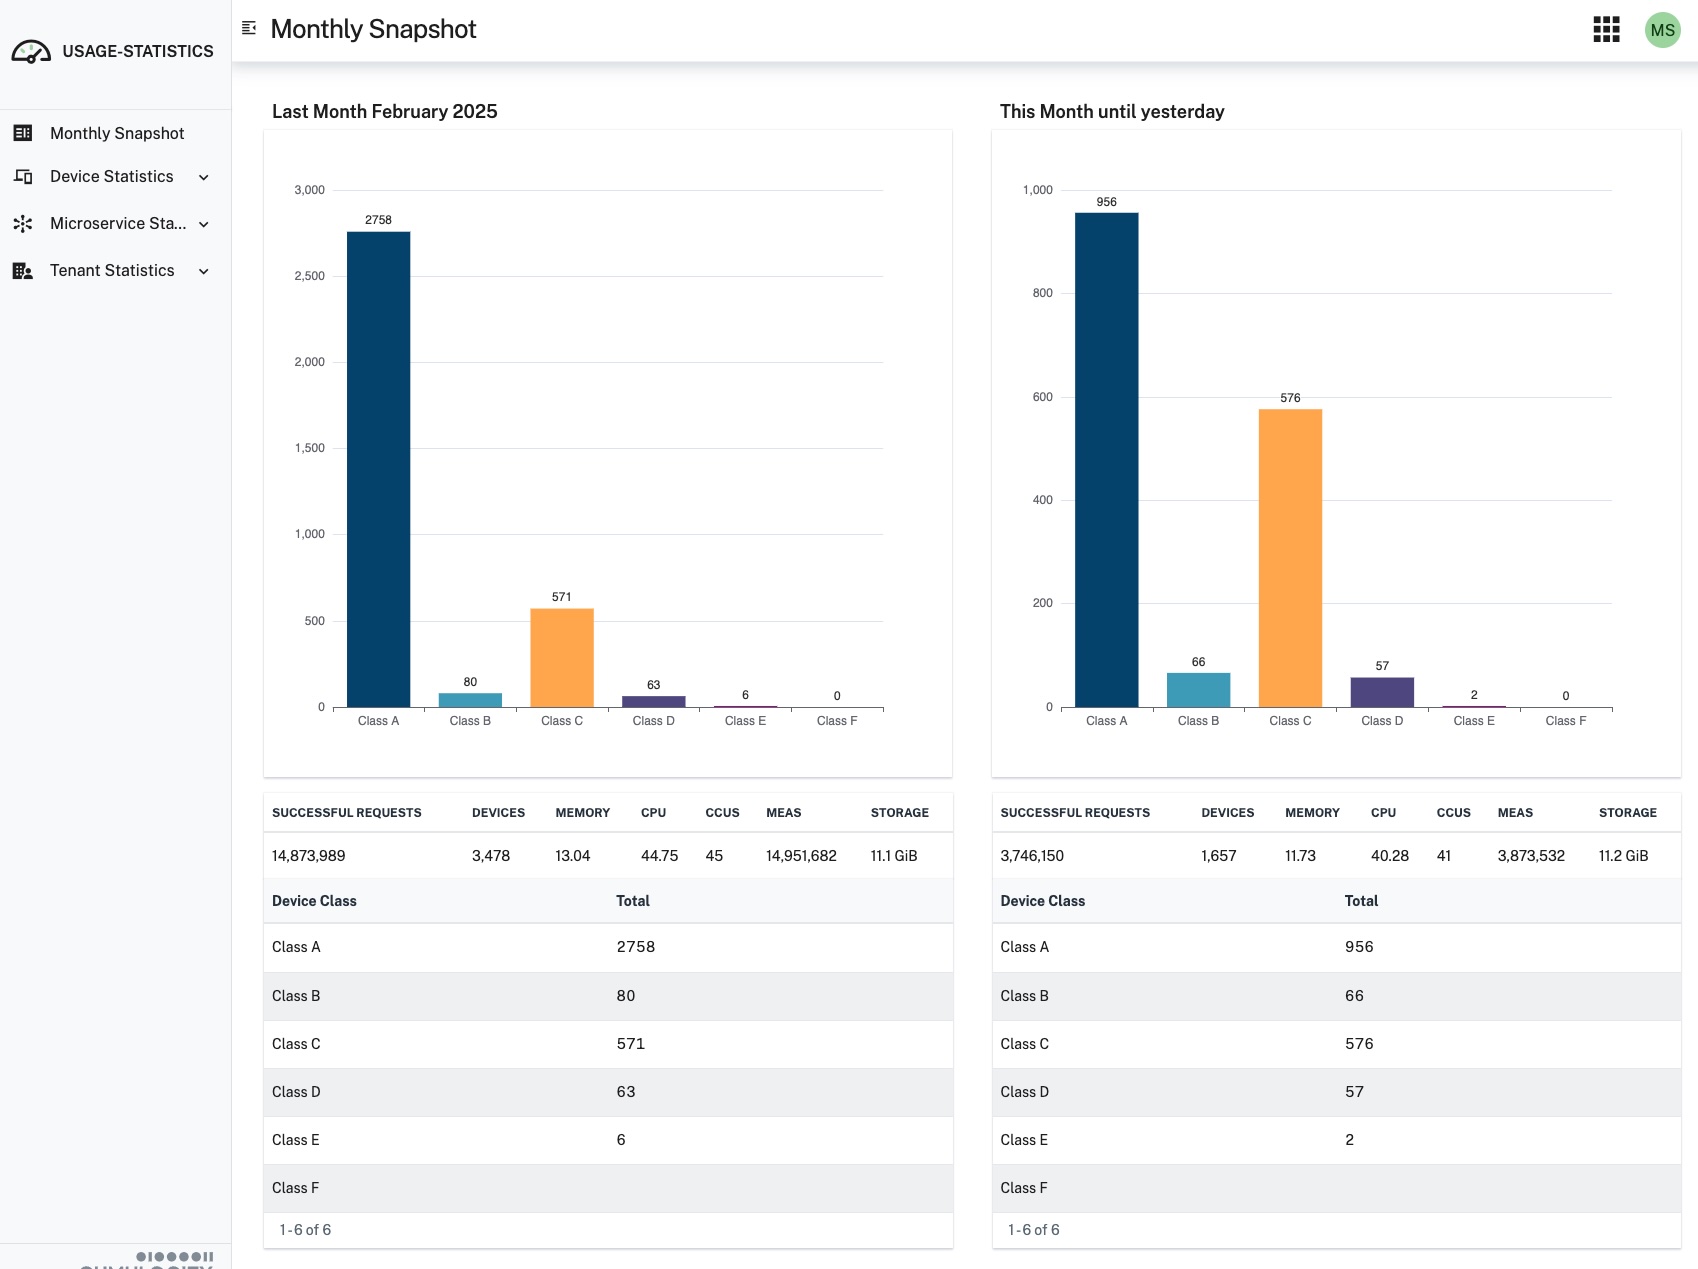 USAGE-STATISTICS
Monthly Snapshot
Device Statistics
Microservice Sta...
Tenant Statistics
Monthly Snapshot
MS
Last Month February 2025
3,000
2,500
2,000
1,500
1,000
500
0
2758
80
571
63
6
0
Class A Class B Class C Class D Class E Class F
SUCCESSFUL REQUESTS DEVICES MEMORY CPU CCUS MEAS STORAGE
14,873,989 3,478 13.04 44.75 45 14,951,682 11.1 GiB
Device Class Total
Class A 2758
Class B 80
Class C 571
Class D 63
Class E 6
Class F
1-6 of 6
This Month until yesterday
1,000
800
600
400
200
0
956
66
576
57
2
0
Class A Class B Class C Class D Class E Class F
SUCCESSFUL REQUESTS DEVICES MEMORY CPU CCUS MEAS STORAGE
3,746,150 1,657 11.73 40.28 41 3,873,532 11.2 GiB
Device Class Total
Class A 956
Class B 66
Class C 576
Class D 57
Class E 2
Class F
1-6 of 6